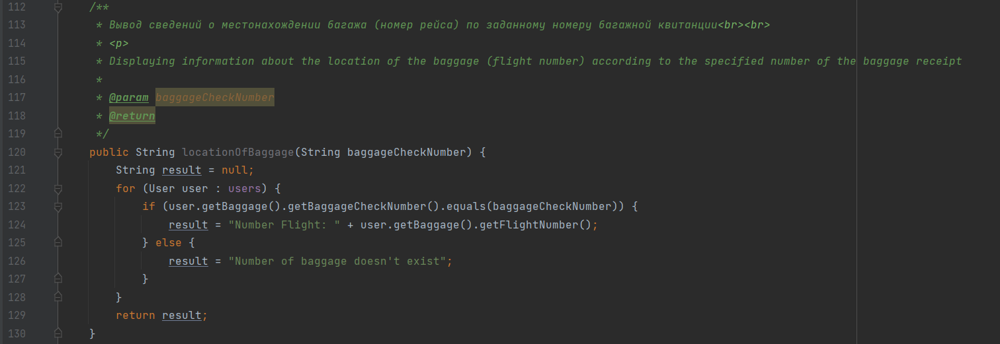 112 /**
113 * Вывод сведений о местонахождении багажа (номер рейса) по заданному номеру багажной квитанции<br><br>
114 * <p>
115 * Displaying information about the location of the baggage (flight number) according to the specified number of the baggage receipt
116 *
117 * @param baggageCheckNumber
118 * @return
119 */
120 public String locationOfBaggage(String baggageCheckNumber) {
121 String result = null;
122 for (User user : users) {
123 if (user.getBaggage().getBaggageCheckNumber().equals(baggageCheckNumber)) {
124 result = "Number Flight: " + user.getBaggage().getFlightNumber();
125 } else {
126 result = "Number of baggage doesn't exist";
127 }
128 }
129 return result;
130 }